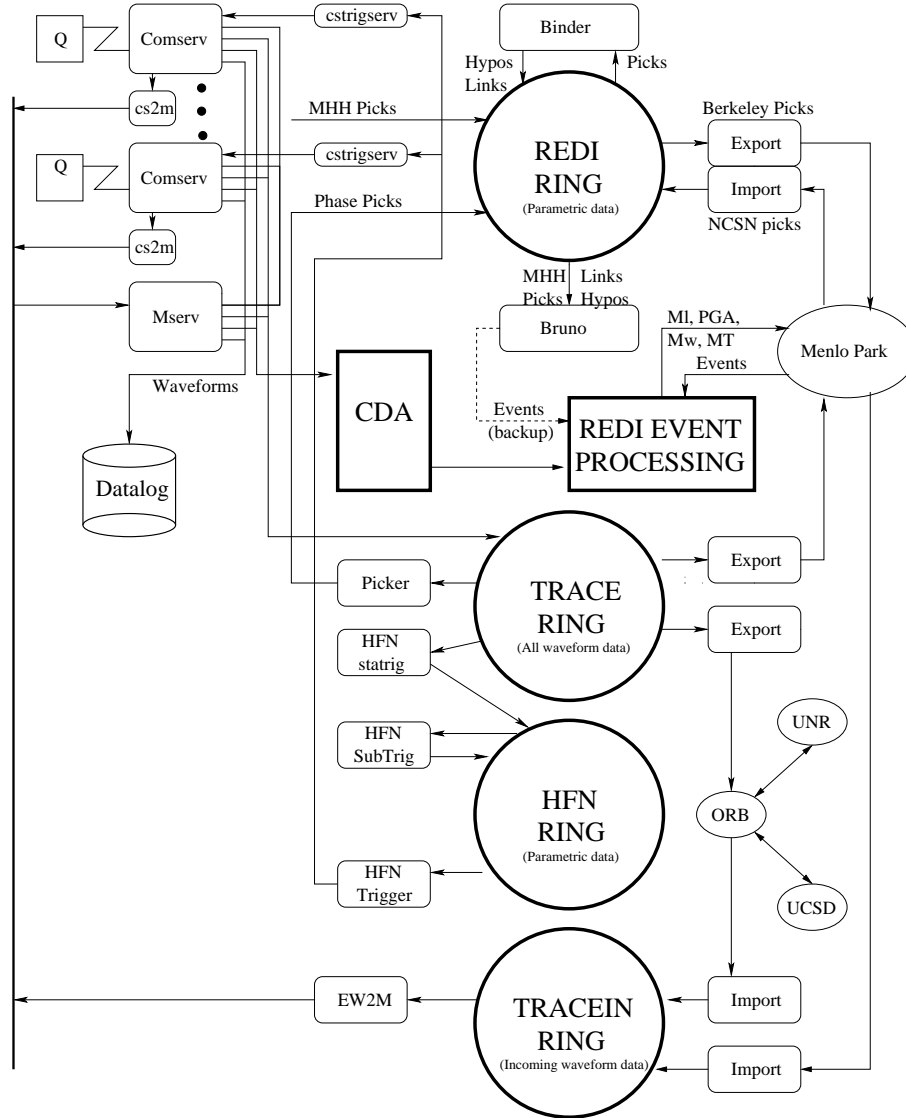 cstrigserv
Binder
Q
Comserv
Hypos
Links
Picks
cs2m
MHH Picks
Berkeley Picks
REDI
RING
(Parametric data)
Export
cstrigserv
Q
Comserv
Import
Phase Picks
NCSN picks
cs2m
MHH
Picks
Links
Hypos
Mserv
Bruno
Ml, PGA,
Mw, MT
Menlo Park
Events
Waveforms
CDA
Events
(backup)
REDI EVENT
PROCESSING
Datalog
TRACE
RING
(All waveform data)
Export
Picker
Export
HFN
statrig
UNR
HFN
SubTrig
HFN
RING
(Parametric data)
ORB
HFN
Trigger
UCSD
EW2M
TRACEIN
RING
(Incoming waveform data)
Import
Import